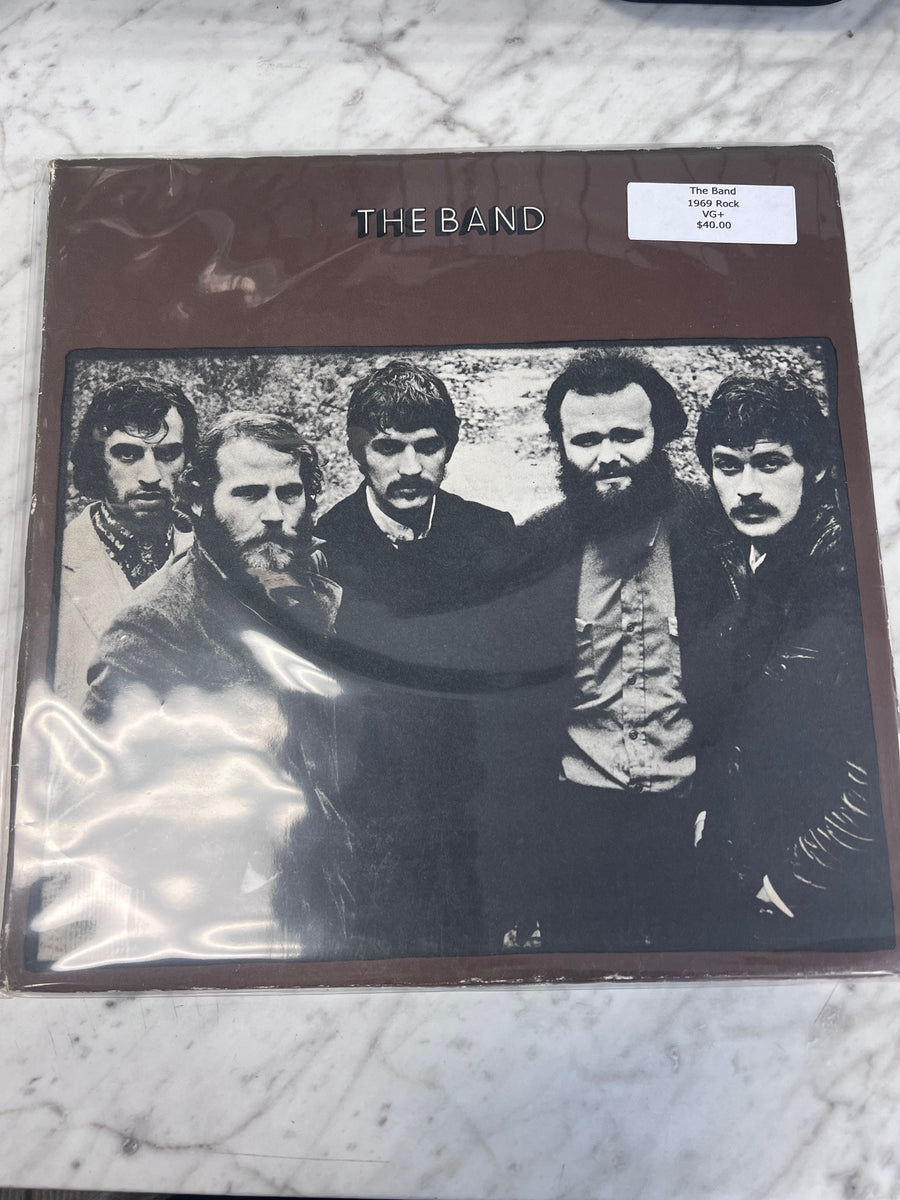 THE BAND
The Band
1969 Rock
VG+
$40.00